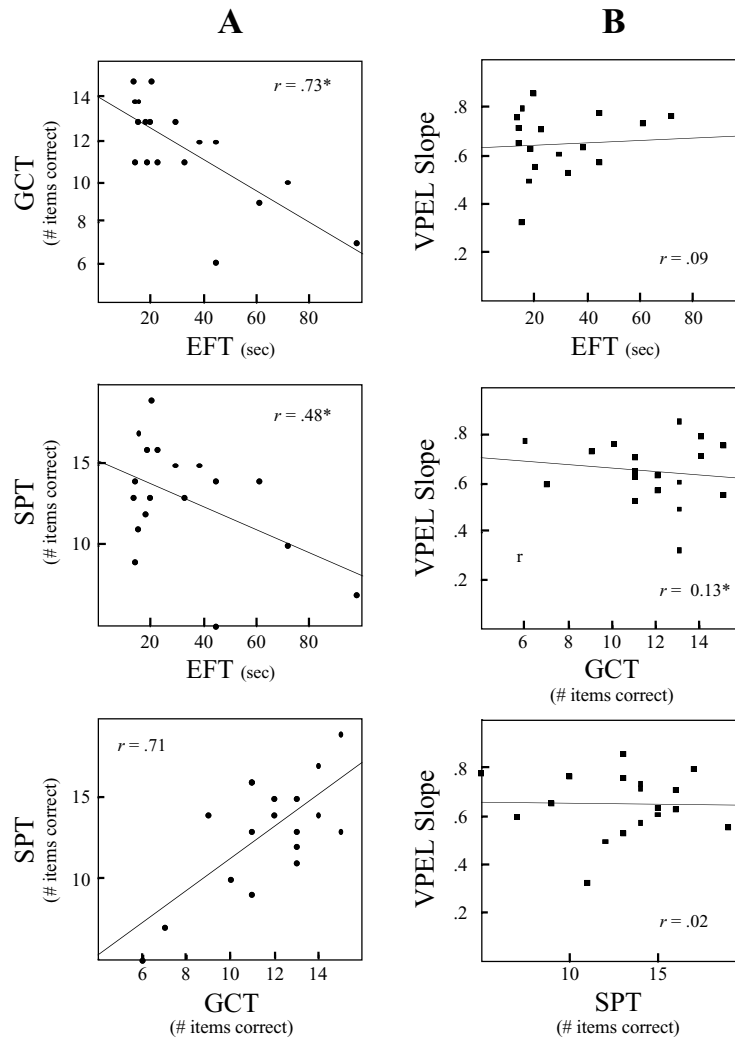 A
B
r = .73*
14
12
10
8
6
GCT
(# items correct)
20
40
60
80
EFT (sec)
.8
.6
.4
.2
VPEL Slope
r = .09
20
40
60
80
EFT (sec)
r = .48*
15
10
SPT
(# items correct)
20
40
60
80
EFT (sec)
.8
.6
.4
.2
VPEL Slope
r
r = 0.13*
6
8
10
12
14
GCT
(# items correct)
r = .71
15
10
SPT
(# items correct)
6
8
10
12
14
GCT
(# items correct)
.8
.6
.4
.2
VPEL Slope
r = .02
10
15
SPT
(# items correct)